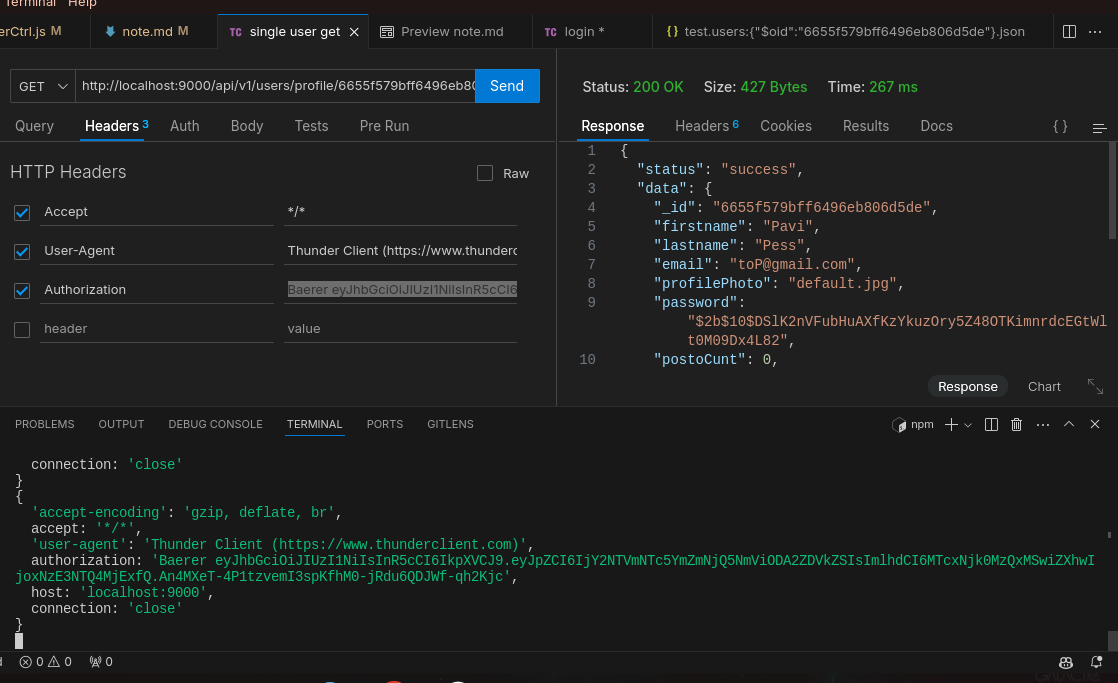 Terminal Help
erCtrl.js M
note.md M
TC single user get
Preview note.md
TC login *
{} test.users:{"$oid":"6655f579bff6496eb806d5de"}.json
GET http://localhost:9000/api/v1/users/profile/6655f579bff6496eb80 Send
Query Headers 3 Auth Body Tests Pre Run
HTTP Headers Raw
Accept */*
User-Agent Thunder Client (https://www.thunderc
Authorization Baerer eyJhbGciOiJIUzI1NiIsInR5cCI6
header value
Status: 200 OK Size: 427 Bytes Time: 267 ms
Response Headers 6 Cookies Results Docs { }
1 {
2 "status": "success",
3 "data": {
4 "_id": "6655f579bff6496eb806d5de",
5 "firstname": "Pavi",
6 "lastname": "Pess",
7 "email": "toP@gmail.com",
8 "profilePhoto": "default.jpg",
9 "password":
"$2b$10$DSlK2nVFubHuAXfKzYkuzOry5Z48OTKimnrdcEGtWl
t0M09Dx4L82",
10 "postoCunt": 0,
Response Chart
PROBLEMS OUTPUT DEBUG CONSOLE TERMINAL PORTS GITLENS npm
connection: 'close'
}
{
'accept-encoding': 'gzip, deflate, br',
accept: '*/*',
'user-agent': 'Thunder Client (https://www.thunderclient.com)',
authorization: 'Baerer eyJhbGciOiJIUzI1NiIsInR5cCI6IkpXVCJ9.eyJpZCI6IjY2NTVmNTc5YmZmNjQ5NmViODA2ZDVkZSIsImlhdCI6MTcxNjk0MzQxMSwiZXhwI
joxNzE3NTQ4MjExfQ.An4MXeT-4P1tzvemI3spKfhM0-jRdu6QDJWf-qh2Kjc',
host: 'localhost:9000',
connection: 'close'
}
0 0 0